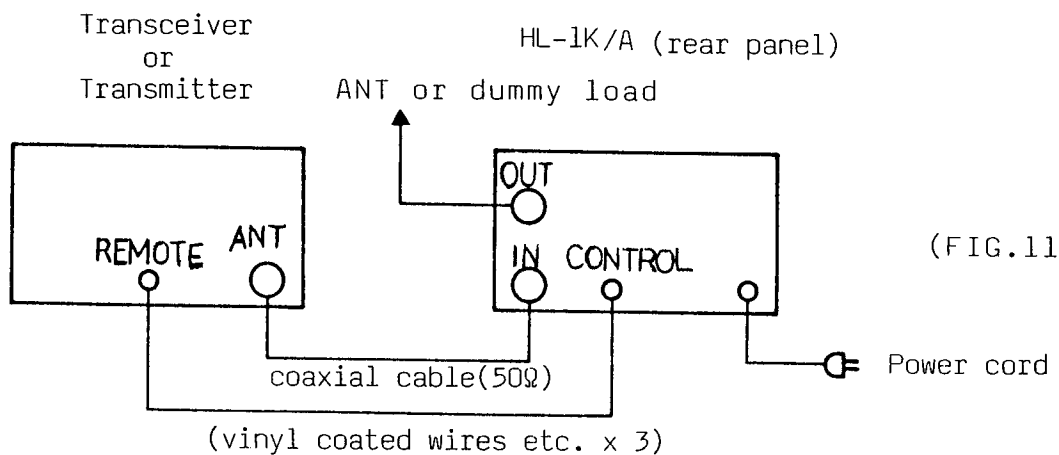 Transceiver
or
Transmitter
HL-1K/A (rear panel)
ANT or dummy load
OUT
REMOTE
ANT
IN
CONTROL
(FIG.11
coaxial cable(50Ω)
Power cord
(vinyl coated wires etc. x 3)